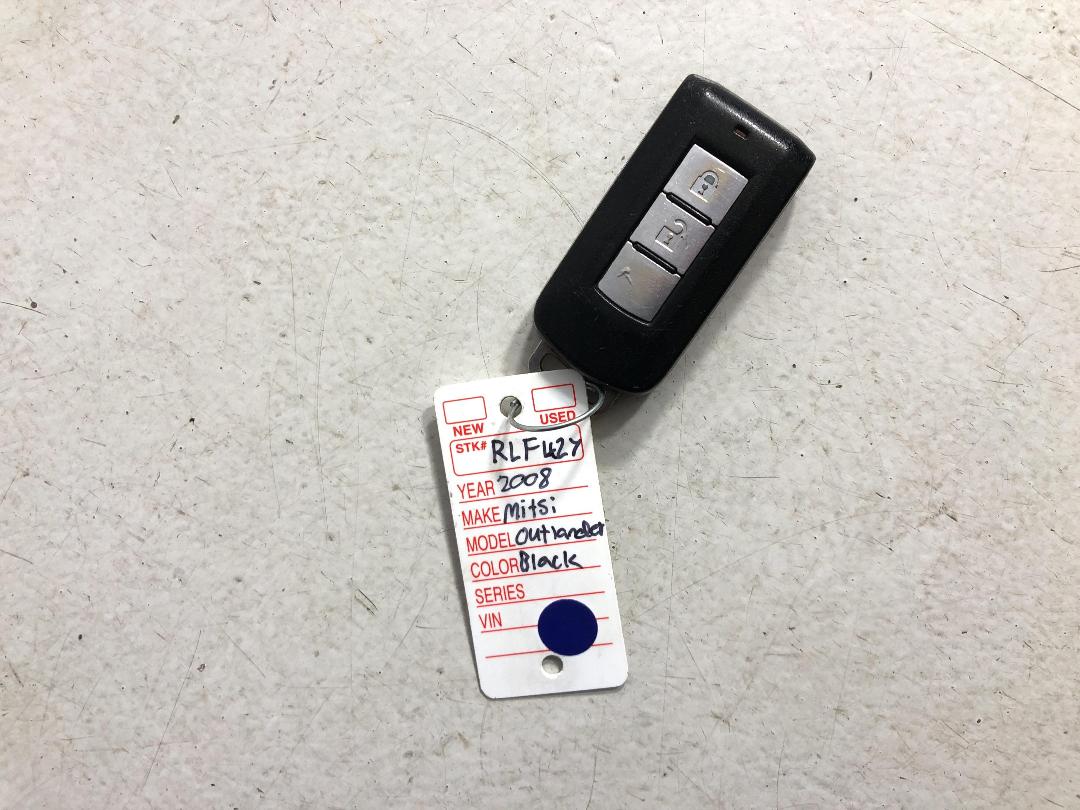 NEW USED
STK# RLF42Y
YEAR 2008
MAKE Mitsi
MODEL Outlander
COLOR Black
SERIES
VIN